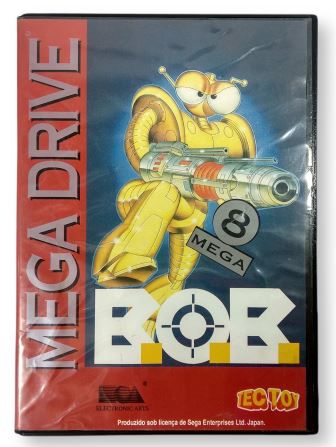 MEGA DRIVE
8
MEGA
B.O.B.
ELECTRONIC ARTS
TEC TOY
Produzido sob licença de Sega Enterprises Ltd. Japan.